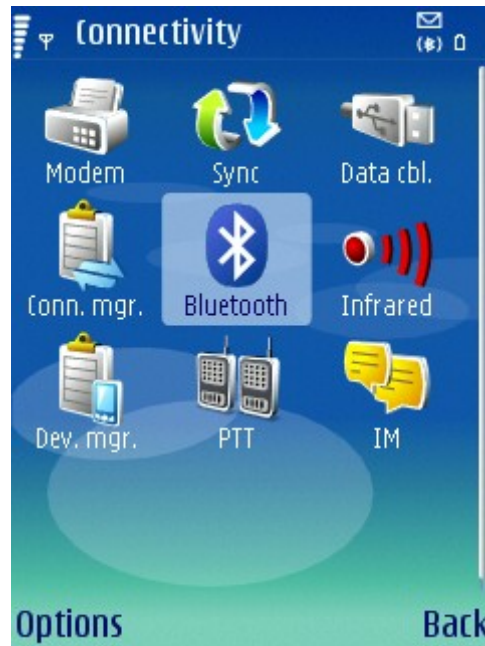 Connectivity
Modem Sync Data cbl.
Conn. mgr. Bluetooth Infrared
Dev. mgr. PTT IM
Options Back